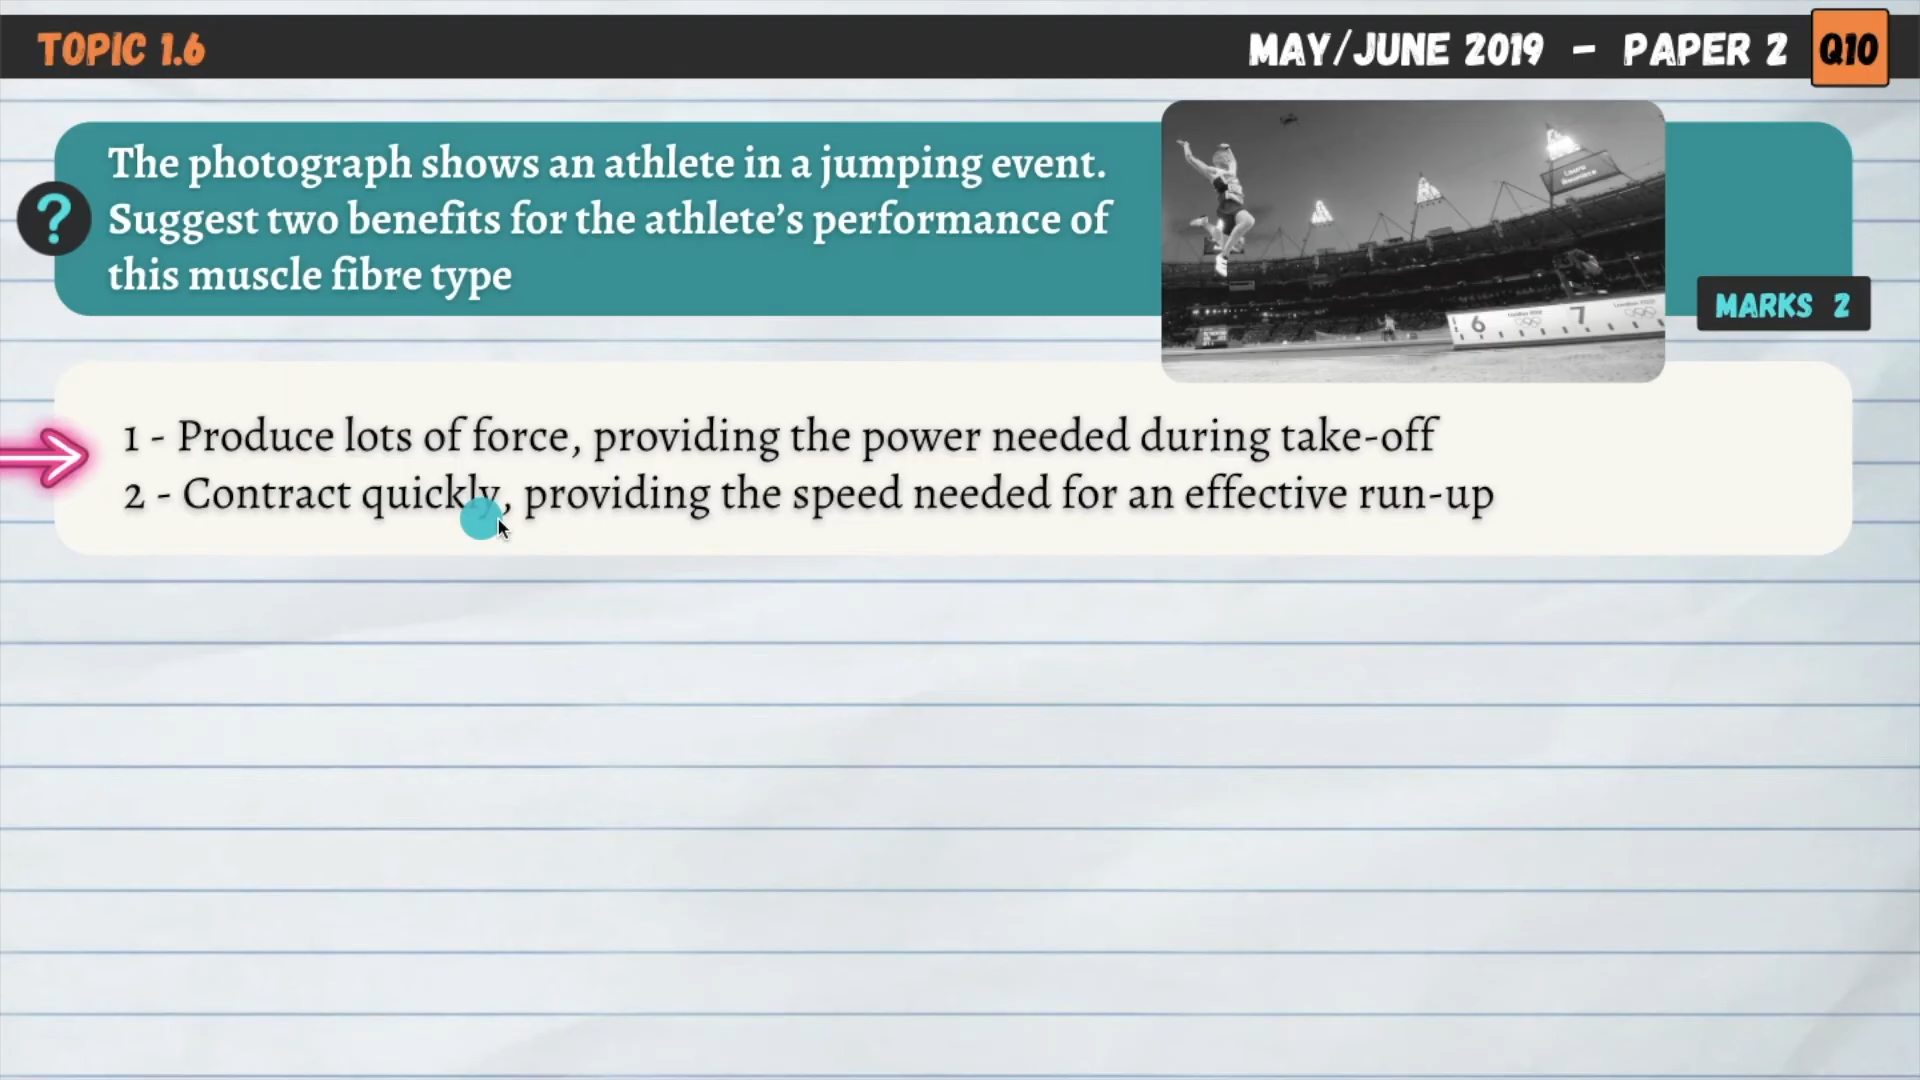 TOPIC 1.6
MAY/JUNE 2019 - PAPER 2 Q10
?
The photograph shows an athlete in a jumping event.
Suggest two benefits for the athlete's performance of
this muscle fibre type
6 7
MARKS 2
1 - Produce lots of force, providing the power needed during take-off
2 - Contract quickly, providing the speed needed for an effective run-up